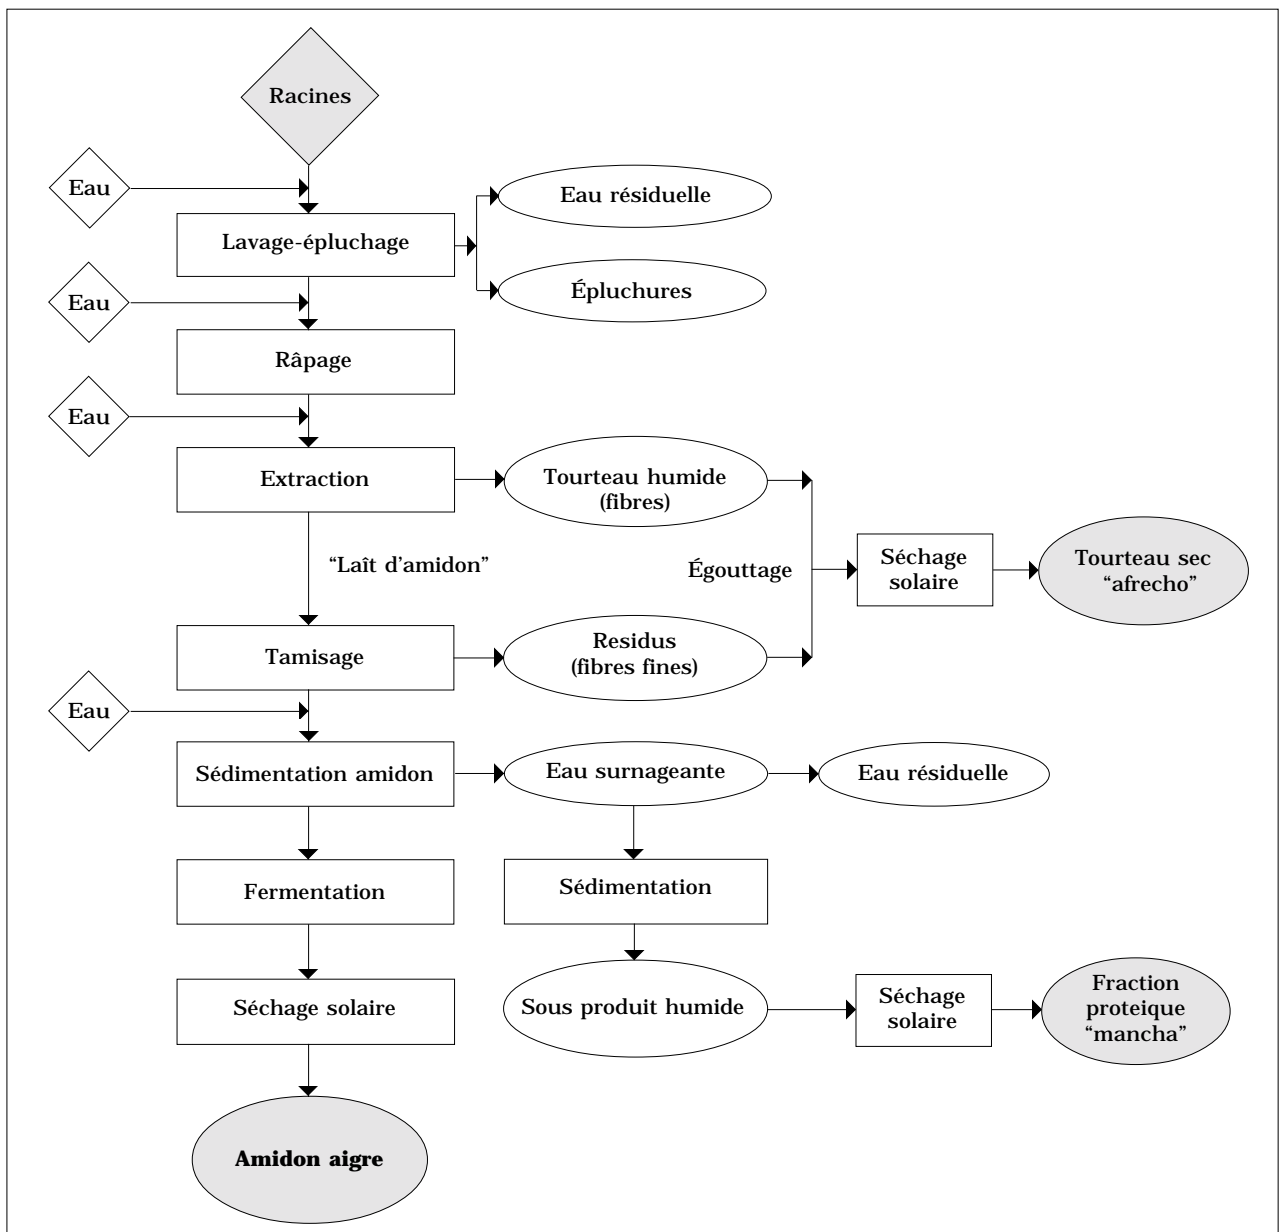 Racines
Eau
Eau résiduelle
Lavage-épluchage
Épluchures
Eau
Râpage
Eau
Extraction
Tourteau humide
(fibres)
“Laît d’amidon”
Égouttage
Séchage
solaire
Tourteau sec
“afrecho”
Tamisage
Residus
(fibres fines)
Eau
Sédimentation amidon
Eau surnageante
Eau résiduelle
Fermentation
Sédimentation
Séchage solaire
Sous produit humide
Séchage
solaire
Fraction
proteique
“mancha”
Amidon aigre